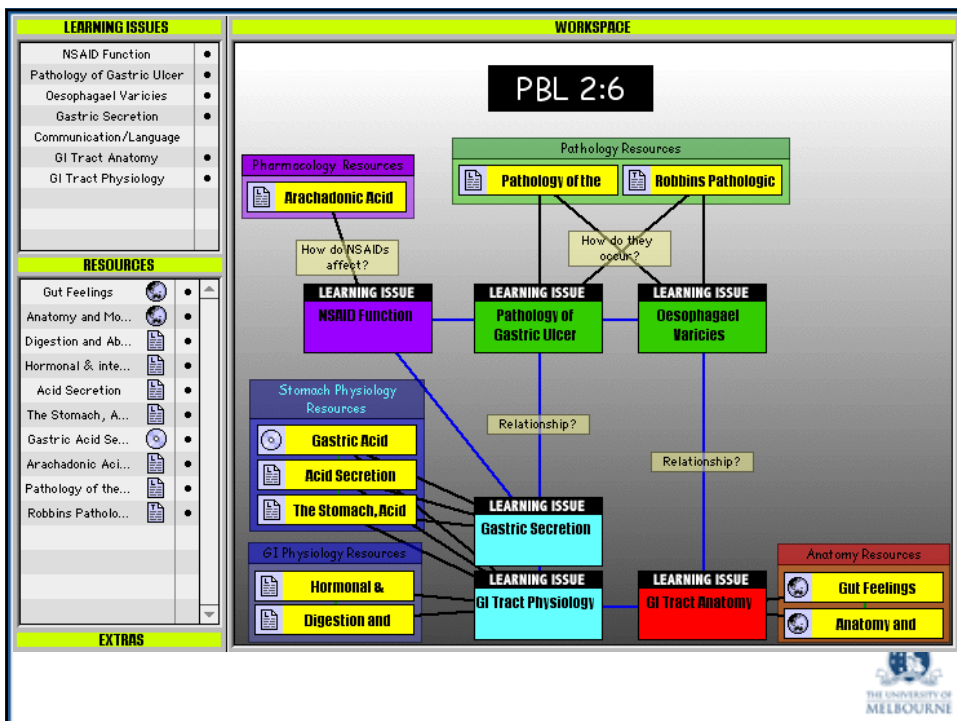 LEARNING ISSUES
NSAID Function
Pathology of Gastric Ulcer
Oesophagael Varicies
Gastric Secretion
Communication/Language
GI Tract Anatomy
GI Tract Physiology
RESOURCES
Gut Feelings
Anatomy and Mo...
Digestion and Ab...
Hormonal & inte...
Acid Secretion
The Stomach, A...
Gastric Acid Se...
Arachadonic Aci...
Pathology of the...
Robbins Patholo...
EXTRAS
WORKSPACE
PBL 2:6
Pharmacology Resources
Arachadonic Acid
Pathology Resources
Pathology of the
Robbins Pathologic
How do NSAIDs
affect?
How do they
occur?
LEARNING ISSUE
NSAID Function
LEARNING ISSUE
Pathology of
Gastric Ulcer
LEARNING ISSUE
Oesophagael
Varicies
Stomach Physiology
Resources
Gastric Acid
Acid Secretion
The Stomach, Acid
Relationship?
Relationship?
LEARNING ISSUE
Gastric Secretion
GI Physiology Resources
Hormonal &
Digestion and
LEARNING ISSUE
GI Tract Physiology
LEARNING ISSUE
GI Tract Anatomy
Anatomy Resources
Gut Feelings
Anatomy and
THE UNIVERSITY OF
MELBOURNE